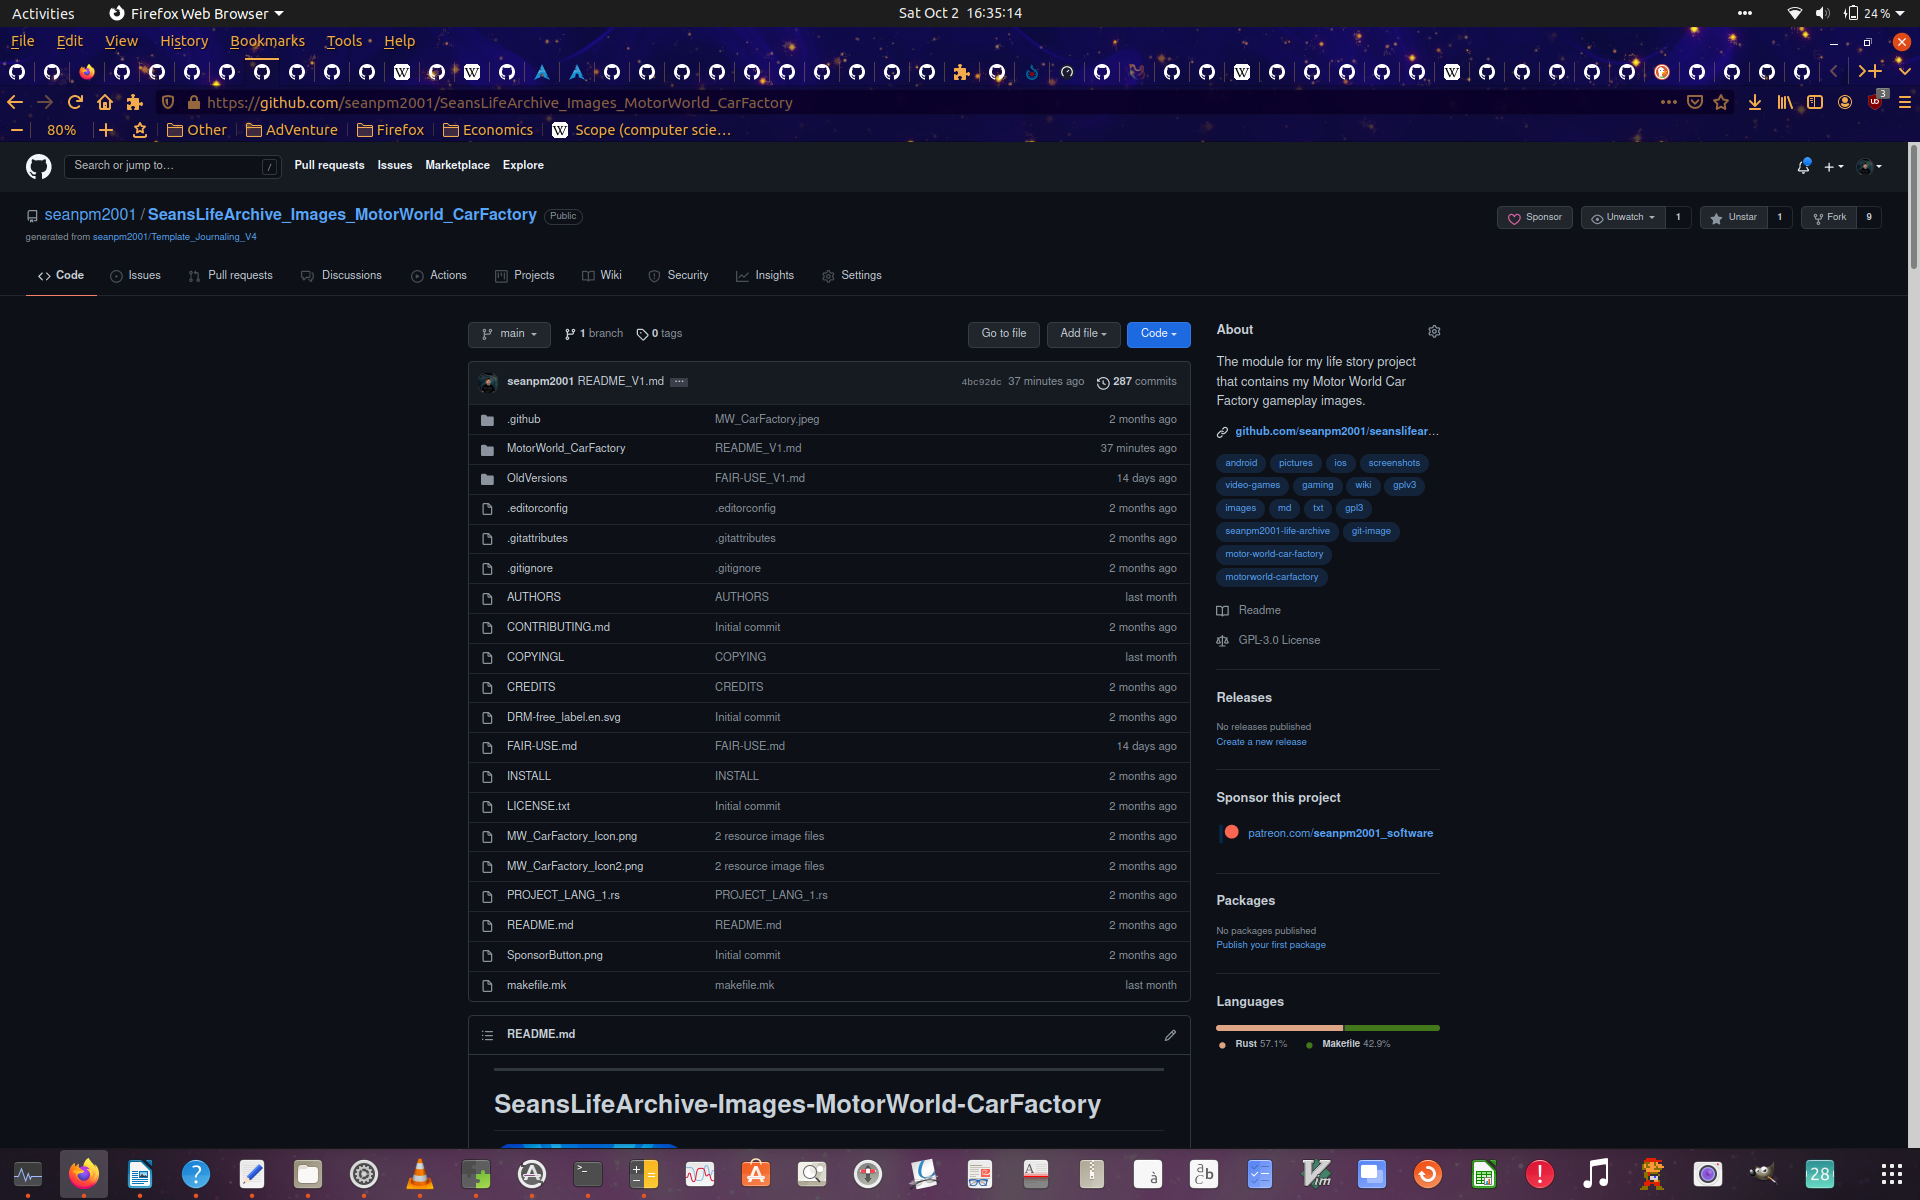 Activities Firefox Web Browser Sat Oct 2 16:35:14 24 %
File Edit View History Bookmarks Tools Help
https://github.com/seanpm2001/SeansLifeArchive_Images_MotorWorld_CarFactory 3
80% Other AdVenture Firefox Economics Scope (computer scie…
Search or jump to… / Pull requests Issues Marketplace Explore
seanpm2001 / SeansLifeArchive_Images_MotorWorld_CarFactory Public Sponsor Unwatch 1 Unstar 1 Fork 9
generated from seanpm2001/Template_Journaling_V4
Code Issues Pull requests Discussions Actions Projects Wiki Security Insights Settings
main 1 branch 0 tags Go to file Add file Code
seanpm2001 README_V1.md ... 4bc92dc 37 minutes ago 287 commits
.github MW_CarFactory.jpeg 2 months ago
MotorWorld_CarFactory README_V1.md 37 minutes ago
OldVersions FAIR-USE_V1.md 14 days ago
.editorconfig .editorconfig 2 months ago
.gitattributes .gitattributes 2 months ago
.gitignore .gitignore 2 months ago
AUTHORS AUTHORS last month
CONTRIBUTING.md Initial commit 2 months ago
COPYINGL COPYING last month
CREDITS CREDITS 2 months ago
DRM-free_label.en.svg Initial commit 2 months ago
FAIR-USE.md FAIR-USE.md 14 days ago
INSTALL INSTALL 2 months ago
LICENSE.txt Initial commit 2 months ago
MW_CarFactory_Icon.png 2 resource image files 2 months ago
MW_CarFactory_Icon2.png 2 resource image files 2 months ago
PROJECT_LANG_1.rs PROJECT_LANG_1.rs 2 months ago
README.md README.md 2 months ago
SponsorButton.png Initial commit 2 months ago
makefile.mk makefile.mk last month
README.md
SeansLifeArchive-Images-MotorWorld-CarFactory
About
The module for my life story project
that contains my Motor World Car
Factory gameplay images.
github.com/seanpm2001/seanslifear…
android pictures ios screenshots
video-games gaming wiki gplv3
images md txt gpl3
seanpm2001-life-archive git-image
motor-world-car-factory
motorworld-carfactory
Readme
GPL-3.0 License
Releases
No releases published
Create a new release
Sponsor this project
patreon.com/seanpm2001_software
Packages
No packages published
Publish your first package
Languages
Rust 57.1% Makefile 42.9%
28